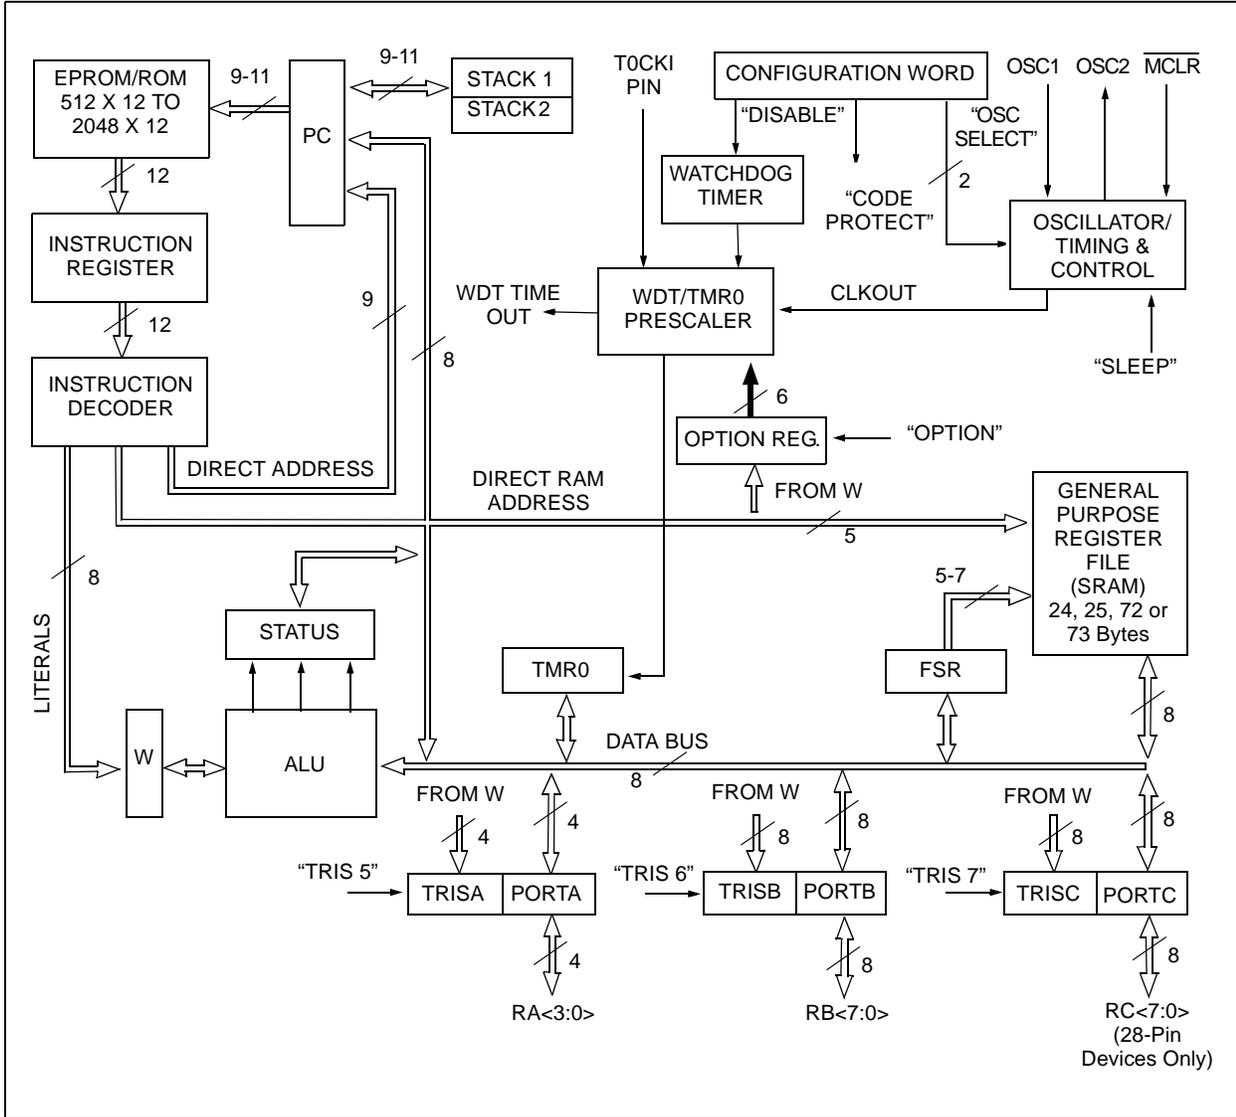 EPROM/ROM
512 X 12 TO
2048 X 12
9-11
PC
9-11
STACK 1
STACK 2
T0CKI
PIN
CONFIGURATION WORD
“DISABLE”
“OSC
SELECT”
2
“CODE
PROTECT”
OSC1
OSC2
MCLR
WATCHDOG
TIMER
OSCILLATOR/
TIMING &
CONTROL
12
INSTRUCTION
REGISTER
9
8
WDT TIME
OUT
WDT/TMR0
PRESCALER
CLKOUT
“SLEEP”
12
INSTRUCTION
DECODER
6
OPTION REG.
“OPTION”
DIRECT ADDRESS
DIRECT RAM
ADDRESS
FROM W
5
GENERAL
PURPOSE
REGISTER
FILE
(SRAM)
24, 25, 72 or
73 Bytes
8
LITERALS
STATUS
5-7
FSR
TMR0
8
W
ALU
DATA BUS
8
FROM W
4
4
FROM W
8
8
FROM W
8
8
“TRIS 5”
TRISA
PORTA
“TRIS 6”
TRISB
PORTB
“TRIS 7”
TRISC
PORTC
4
8
8
RA<3:0>
RB<7:0>
RC<7:0>
(28-Pin
Devices Only)